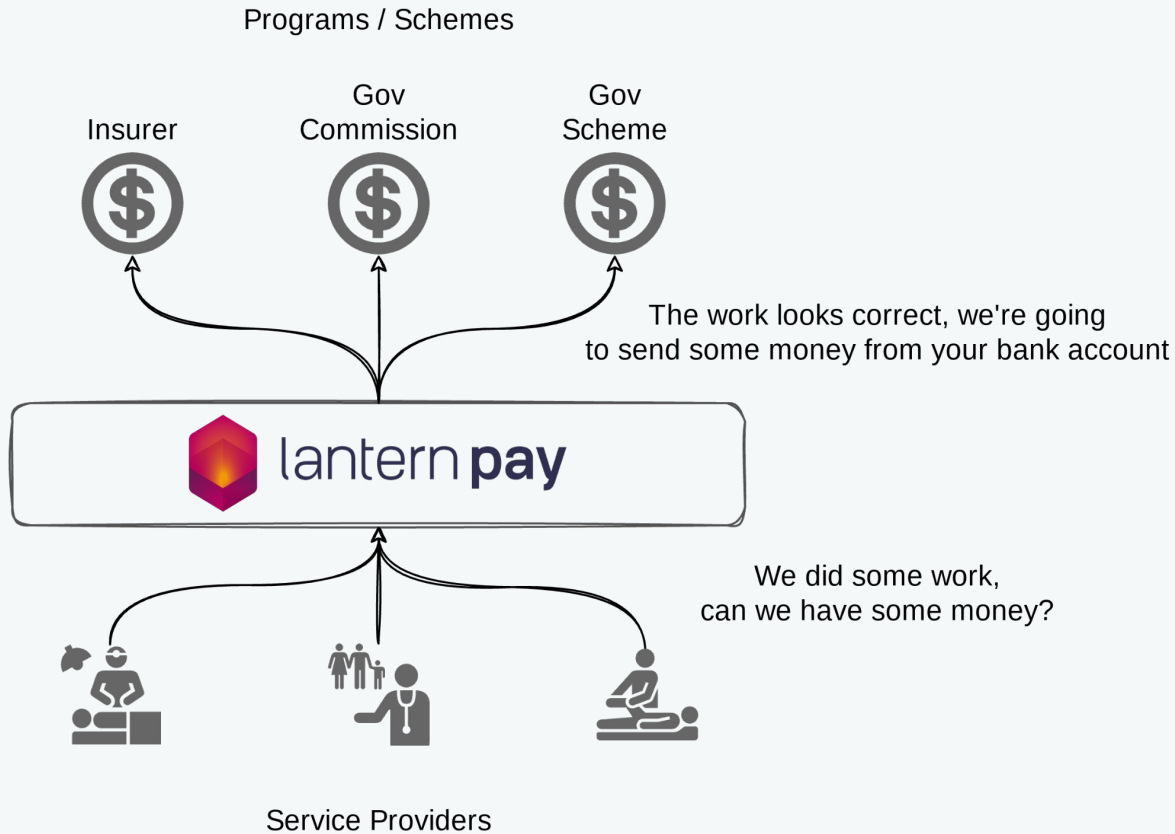 Programs / Schemes
Insurer
Gov
Commission
Gov
Scheme
The work looks correct, we're going
to send some money from your bank account
lantern pay
We did some work,
can we have some money?
Service Providers